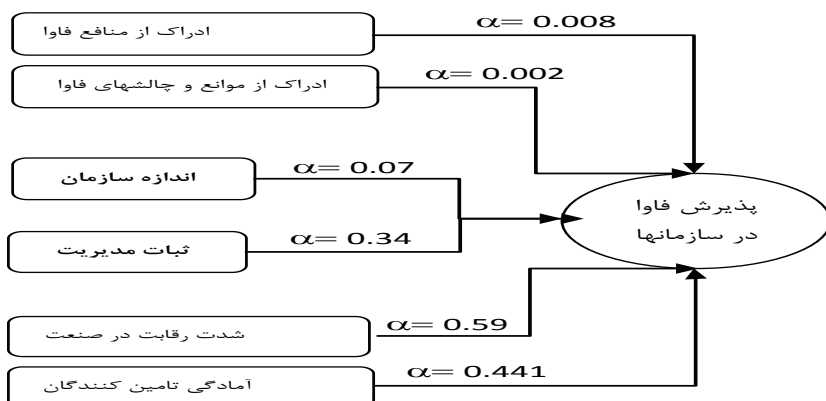 ادراک از منافع فاوا
α= 0.008
ادراک از موانع و چالشهای فاوا
α= 0.002
اندازه سازمان
α= 0.07
ثبات مدیریت
α= 0.34
پذیرش فاوا
در سازمانها
شدت رقابت در صنعت
α= 0.59
آمادگی تامین کنندگان
α= 0.441